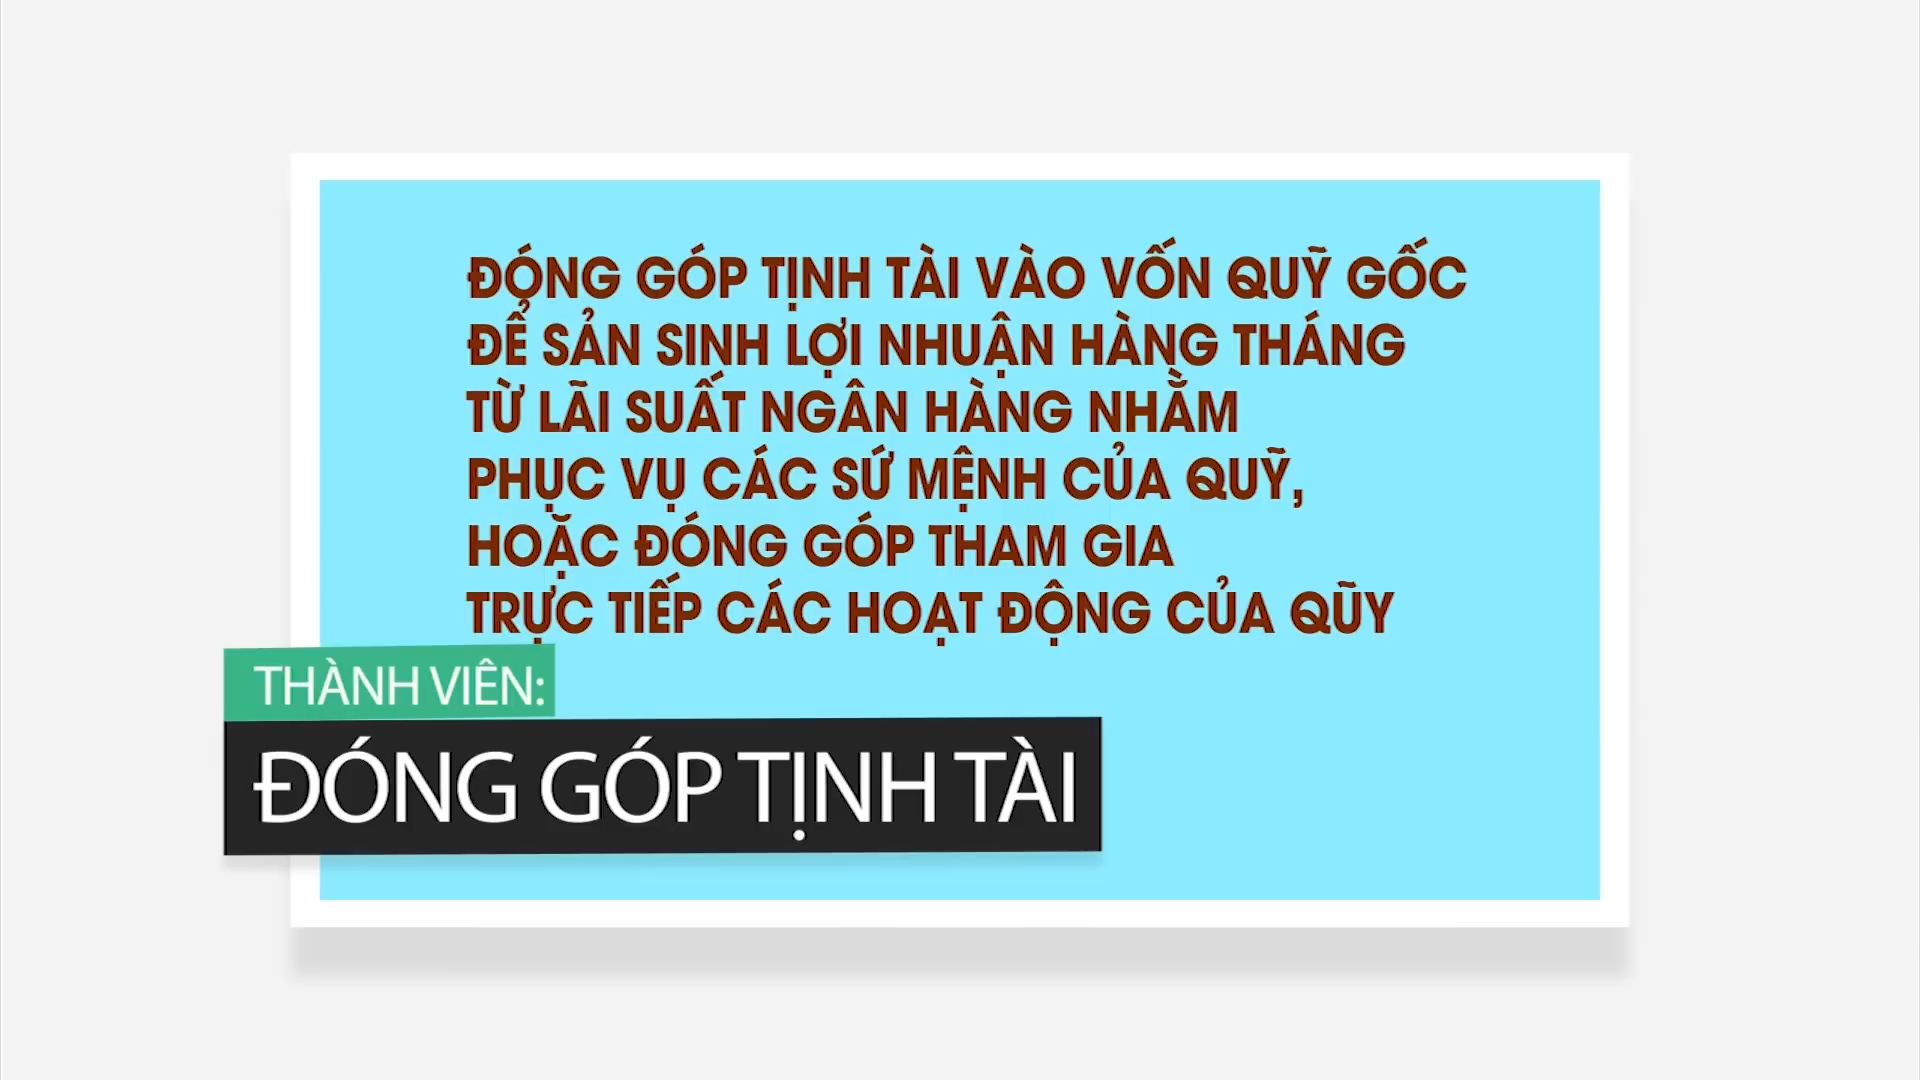 ĐÓNG GÓP TỊNH TÀI VÀO VỐN QUỸ GỐC
ĐỂ SẢN SINH LỢI NHUẬN HÀNG THÁNG
TỪ LÃI SUẤT NGÂN HÀNG NHẰM
PHỤC VỤ CÁC SỨ MỆNH CỦA QUỸ,
HOẶC ĐÓNG GÓP THAM GIA
TRỰC TIẾP CÁC HOẠT ĐỘNG CỦA QŨY
THÀNH VIÊN:
ĐÓNG GÓP TỊNH TÀI